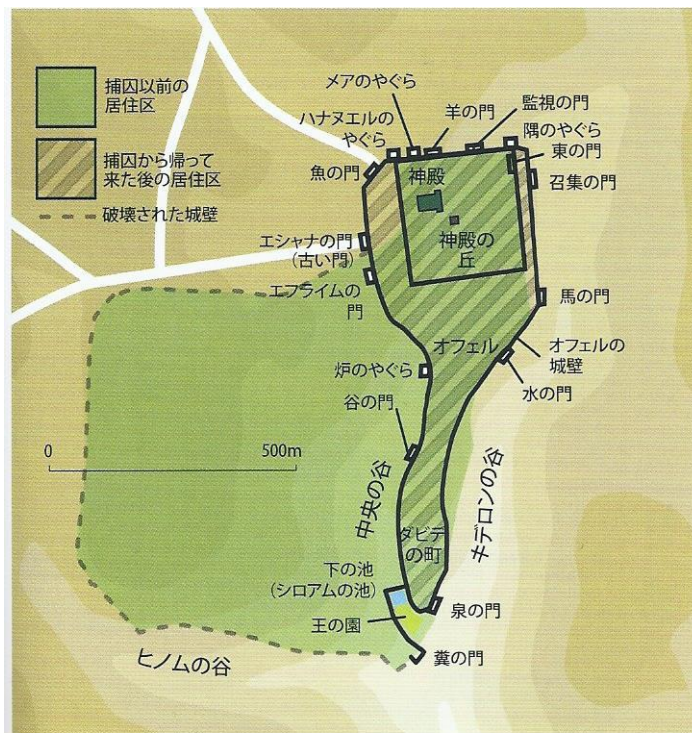 捕囚以前の
居住区
捕囚から帰って
来た後の居住区
破壊された城壁
メアのやぐら
ハナヌエルの
やぐら
羊の門
監視の門
隅のやぐら
東の門
魚の門
神殿
召集の門
神殿の
丘
エシャナの門
(古い門)
エフライムの
門
馬の門
オフェル
オフェルの
城壁
炉のやぐら
水の門
谷の門
0
500m
中央の谷
キデロンの谷
ダビデ
の町
下の池
(シロアムの池)
王の園
泉の門
ヒノムの谷
糞の門